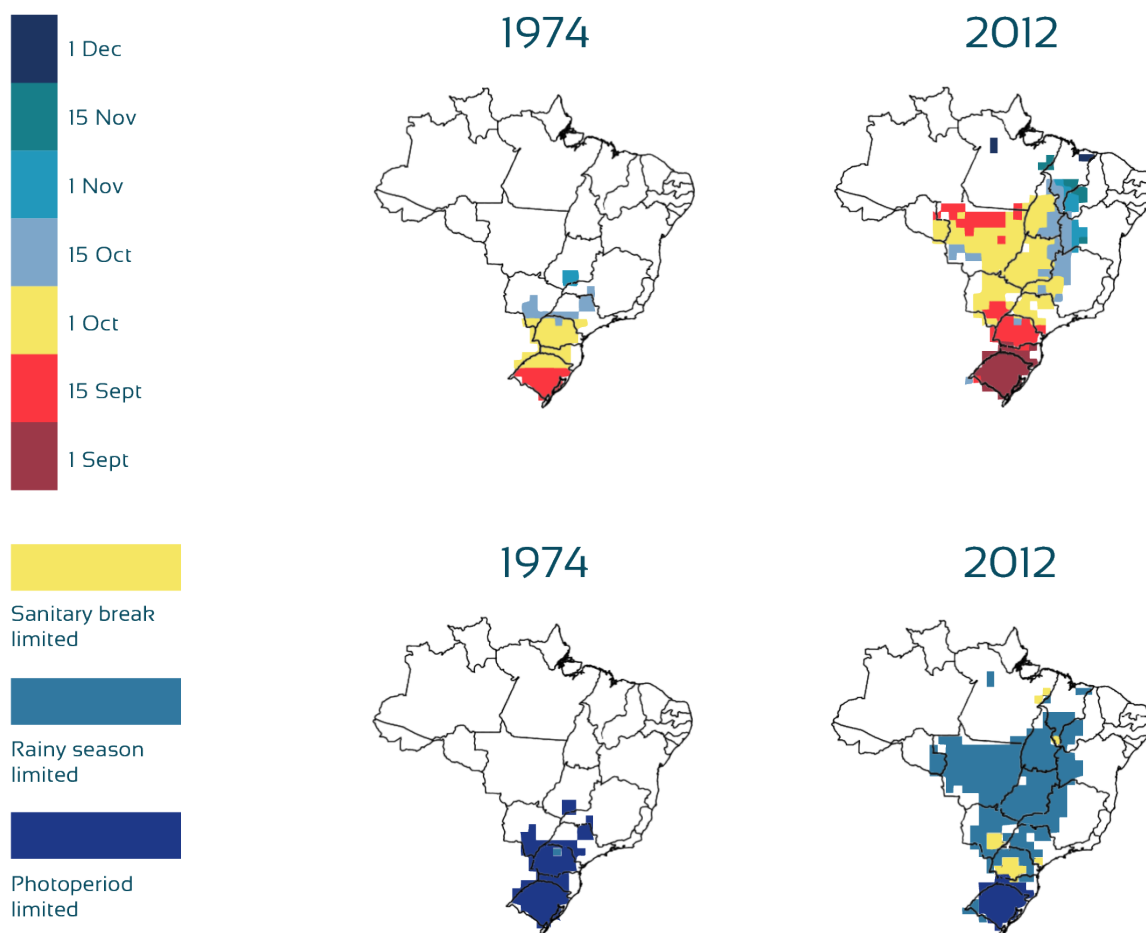 1974
2012
1 Dec
15 Nov
1 Nov
15 Oct
1 Oct
15 Sept
1 Sept
1974
2012
Sanitary break
limited
Rainy season
limited
Photoperiod
limited